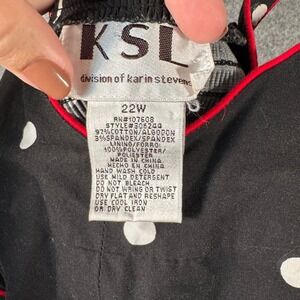 KSL
division of karin stevens
22W
RN#107608
STYLE#305244
97%COTTON/ALGODON
3%SPANDEX/SPANDEX
LINING/FORRO:
100%POLYESTER/
POLIESTER
MADE IN CHINA
HECHO EN CHINA
HAND WASH COLD
USE MILD DETERGENT
DO NOT BLEACH
DO NOT WRING OR TWIST
DRY FLAT AND RESHAPE
USE COOL IRON
OR DRY CLEAN